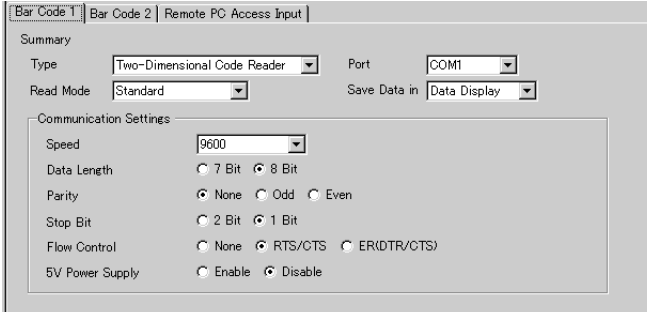 Bar Code 1 Bar Code 2 Remote PC Access Input
Summary
Type Two-Dimensional Code Reader Port COM1
Read Mode Standard Save Data in Data Display
Communication Settings
Speed 9600
Data Length 7 Bit 8 Bit
Parity None Odd Even
Stop Bit 2 Bit 1 Bit
Flow Control None RTS/CTS ER(DTR/CTS)
5V Power Supply Enable Disable